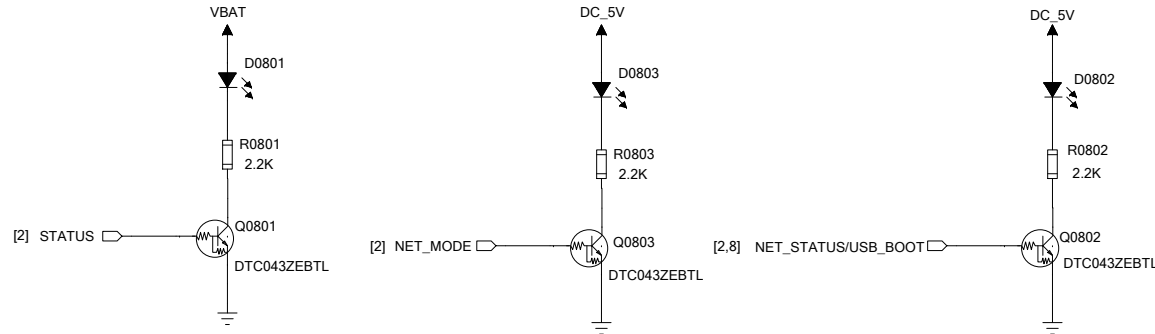 VBAT
D0801
R0801
2.2K
[2] STATUS
Q0801
DTC043ZEBTL
DC_5V
D0803
R0803
2.2K
[2] NET_MODE
Q0803
DTC043ZEBTL
DC_5V
D0802
R0802
2.2K
[2,8] NET_STATUS/USB_BOOT
Q0802
DTC043ZEBTL